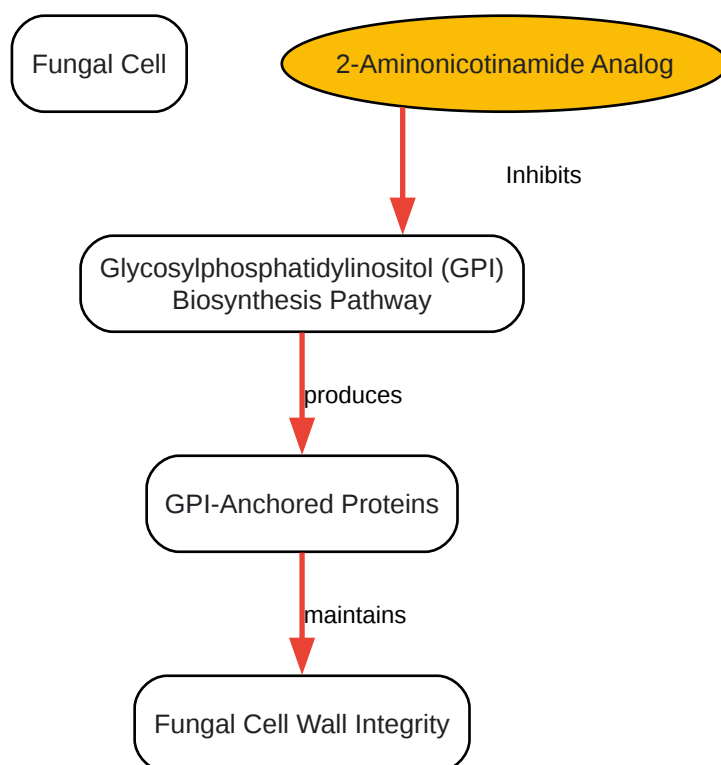 Fungal Cell
2-Aminonicotinamide Analog
Inhibits
Glycosylphosphatidylinositol (GPI)
Biosynthesis Pathway
produces
GPI-Anchored Proteins
maintains
Fungal Cell Wall Integrity